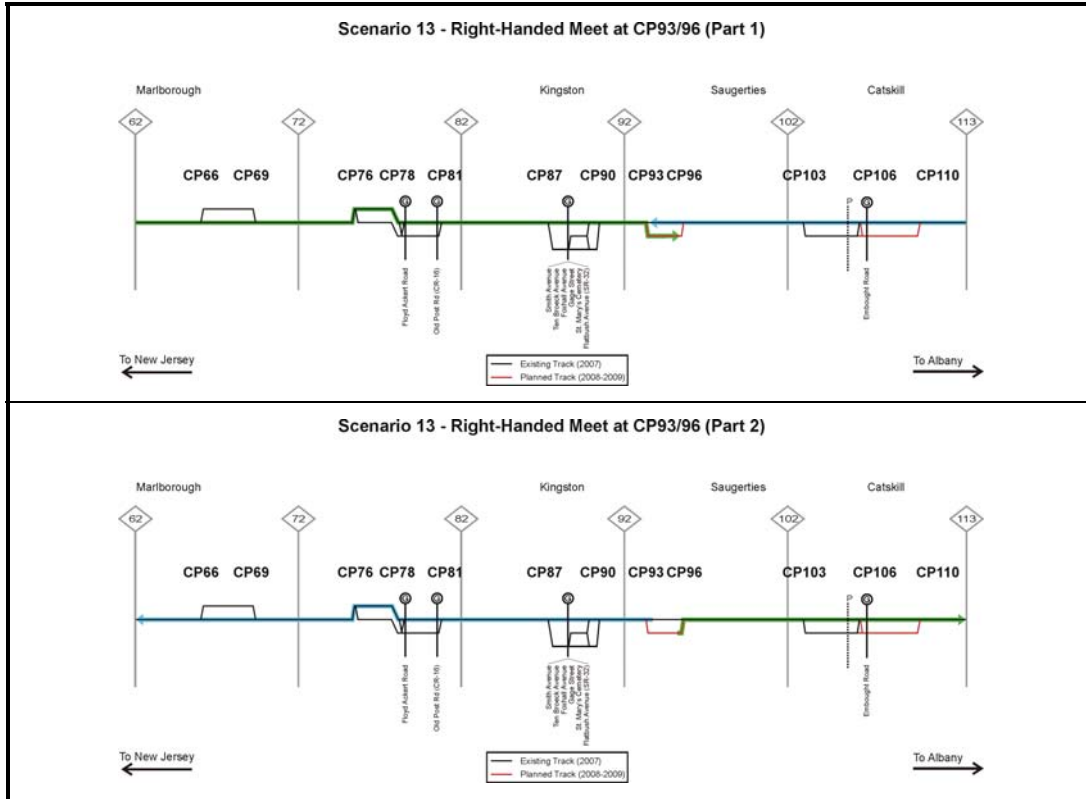 Scenario 13 - Right-Handed Meet at CP93/96 (Part 1)
Marlborough Kingston Saugerties Catskill
62 72 82 92 102 113
CP66 CP69 CP76 CP78 CP81 CP87 CP90 CP93 CP96 CP103 CP106 CP110
G G G P G
Floyd Ackert Road
Old Post Rd (CR-16)
Smith Avenue
Ten Broeck Avenue
Foxhall Avenue
Gage Street
St. Mary's Cemetery
Flatbush Avenue (SR-32)
Embought Road
To New Jersey
Existing Track (2007)
Planned Track (2008-2009)
To Albany
Scenario 13 - Right-Handed Meet at CP93/96 (Part 2)
Marlborough Kingston Saugerties Catskill
62 72 82 92 102 113
CP66 CP69 CP76 CP78 CP81 CP87 CP90 CP93 CP96 CP103 CP106 CP110
G G G P G
Floyd Ackert Road
Old Post Rd (CR-16)
Smith Avenue
Ten Broeck Avenue
Foxhall Avenue
Gage Street
St. Mary's Cemetery
Flatbush Avenue (SR-32)
Embought Road
To New Jersey
Existing Track (2007)
Planned Track (2008-2009)
To Albany